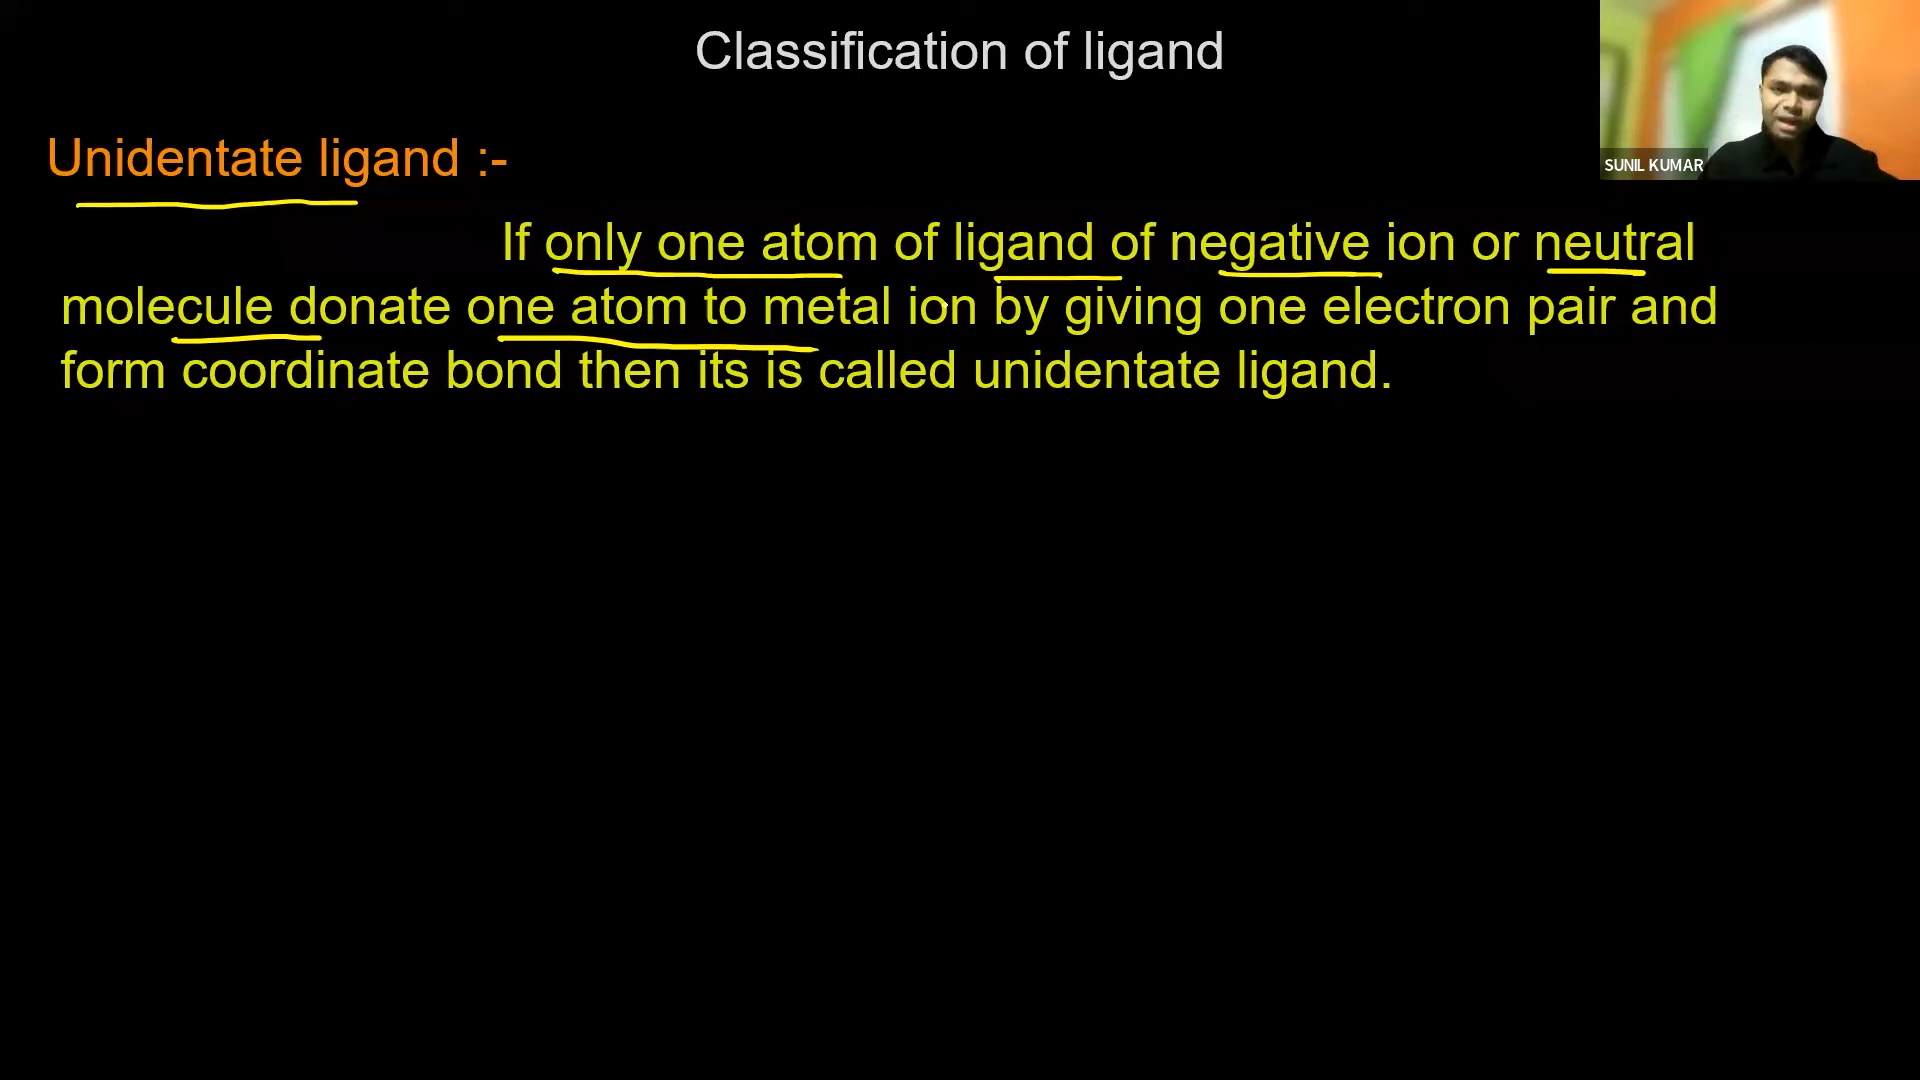 Classification of ligand
SUNIL KUMAR
Unidentate ligand :-
If only one atom of ligand of negative ion or neutral
molecule donate one atom to metal ion by giving one electron pair and
form coordinate bond then its is called unidentate ligand.